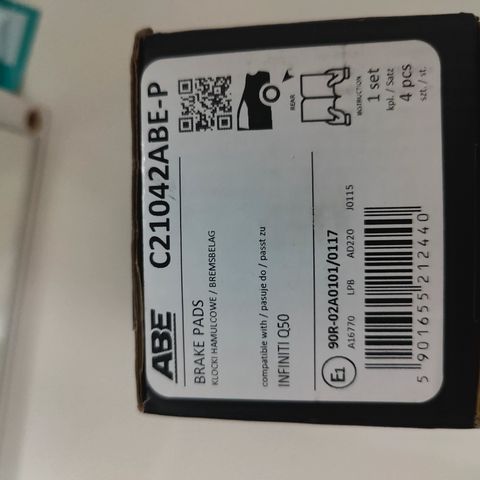 ABE C21042ABE-P
BRAKE PADS
KLOCKI HAMULCOWE / BREMSBELAG
REAR
INSTRUCTION
1 set
kpl. / Satz
4 pcs
szt. / st.
compatible with / pasuje do / passt zu
INFINITI Q50
E1 90R-02A0101/0117
A16770 LPB AD220 J0115
5 901655 212440